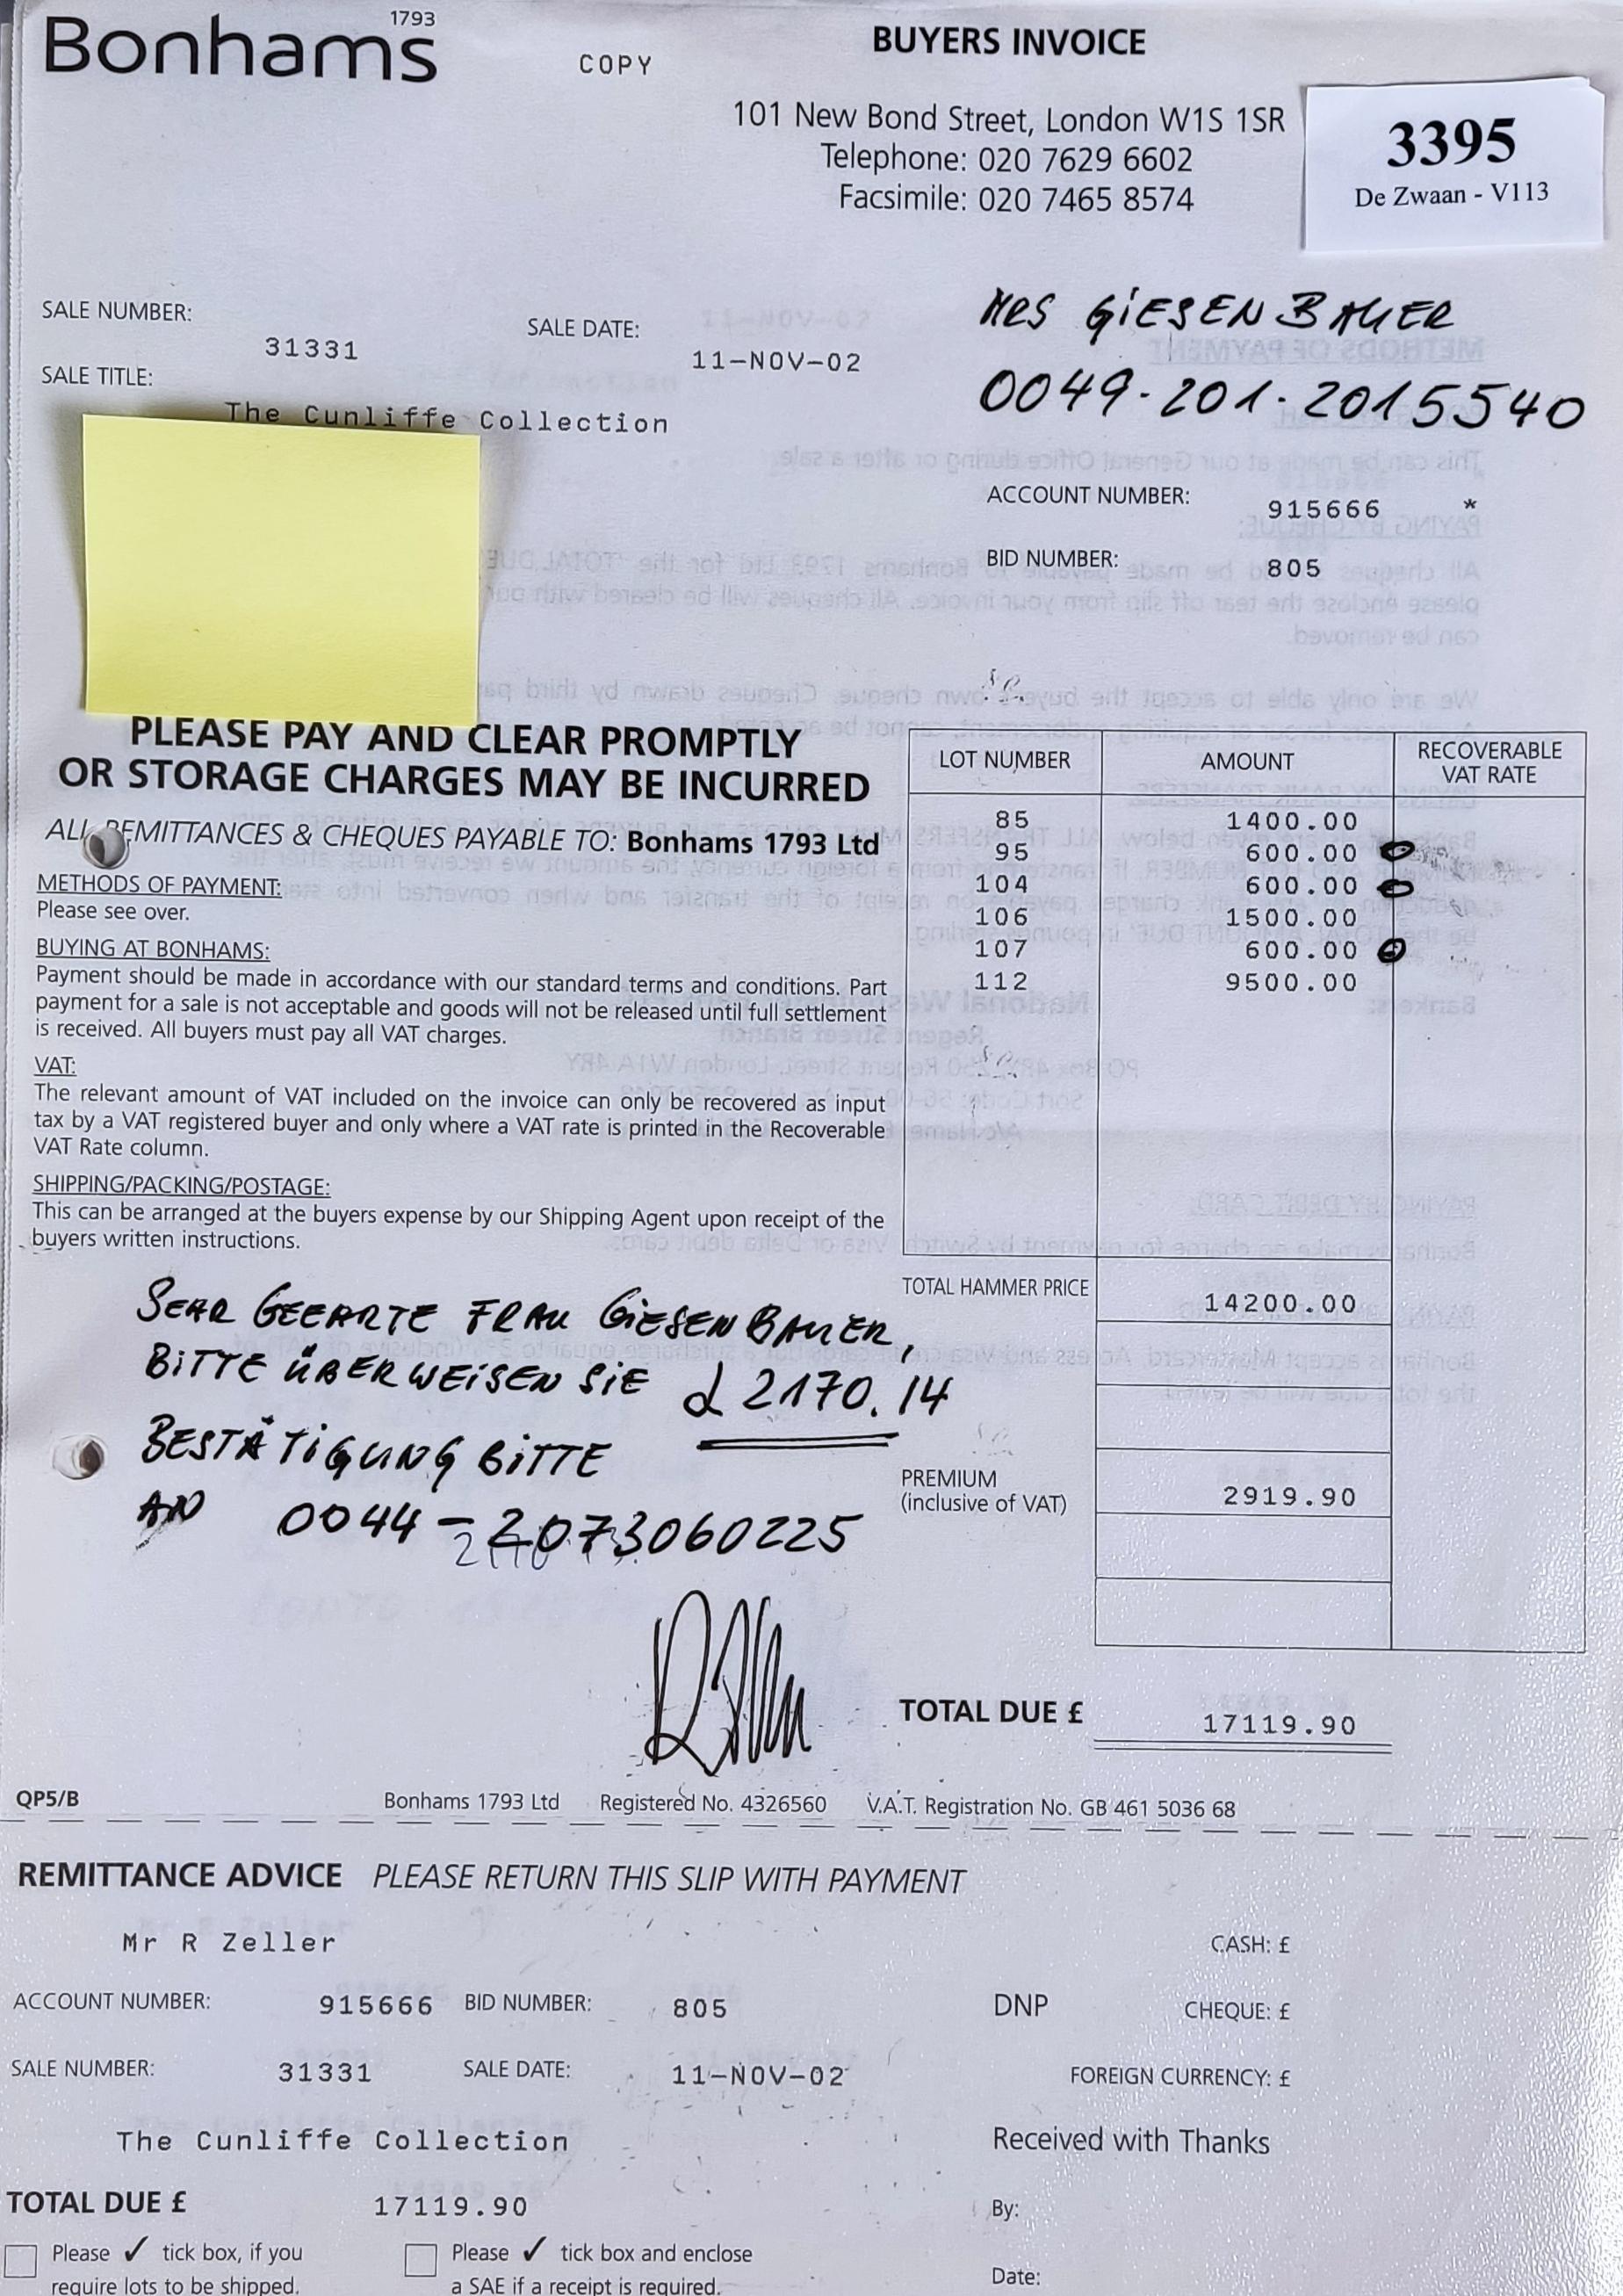 1793
Bonhams
COPY
BUYERS INVOICE
101 New Bond Street, London W1S 1SR
Telephone: 020 7629 6602
Facsimile: 020 7465 8574
3395
De Zwaan - V113
SALE NUMBER:
31331
SALE DATE:
11-NOV-02
SALE TITLE:
The Cunliffe Collection
MRS GIESENBAUER
0049-201-2015540
ACCOUNT NUMBER: 915666 *
BID NUMBER: 805
PLEASE PAY AND CLEAR PROMPTLY
OR STORAGE CHARGES MAY BE INCURRED
ALL REMITTANCES & CHEQUES PAYABLE TO: Bonhams 1793 Ltd
METHODS OF PAYMENT:
Please see over.
BUYING AT BONHAMS:
Payment should be made in accordance with our standard terms and conditions. Part
payment for a sale is not acceptable and goods will not be released until full settlement
is received. All buyers must pay all VAT charges.
VAT:
The relevant amount of VAT included on the invoice can only be recovered as input
tax by a VAT registered buyer and only where a VAT rate is printed in the Recoverable
VAT Rate column.
SHIPPING/PACKING/POSTAGE:
This can be arranged at the buyers expense by our Shipping Agent upon receipt of the
buyers written instructions.
LOT NUMBER AMOUNT RECOVERABLE VAT RATE
85 1400.00
95 600.00
104 600.00
106 1500.00
107 600.00
112 9500.00
TOTAL HAMMER PRICE 14200.00
PREMIUM
(inclusive of VAT) 2919.90
SEHR GEEHRTE FRAU GIESENBAUER,
BITTE ÜBERWEISEN SIE £ 2170.14
BESTÄTIGUNG BITTE
AN 0044-2073060225
TOTAL DUE £ 17119.90
QP5/B Bonhams 1793 Ltd Registered No. 4326560 V.A.T. Registration No. GB 461 5036 68
REMITTANCE ADVICE PLEASE RETURN THIS SLIP WITH PAYMENT
Mr R Zeller
CASH: £
ACCOUNT NUMBER: 915666 BID NUMBER: 805
DNP CHEQUE: £
SALE NUMBER: 31331 SALE DATE: 11-NOV-02
FOREIGN CURRENCY: £
The Cunliffe Collection
Received with Thanks
TOTAL DUE £ 17119.90
By:
Please ✓ tick box, if you
require lots to be shipped.
Please ✓ tick box and enclose
a SAE if a receipt is required.
Date: